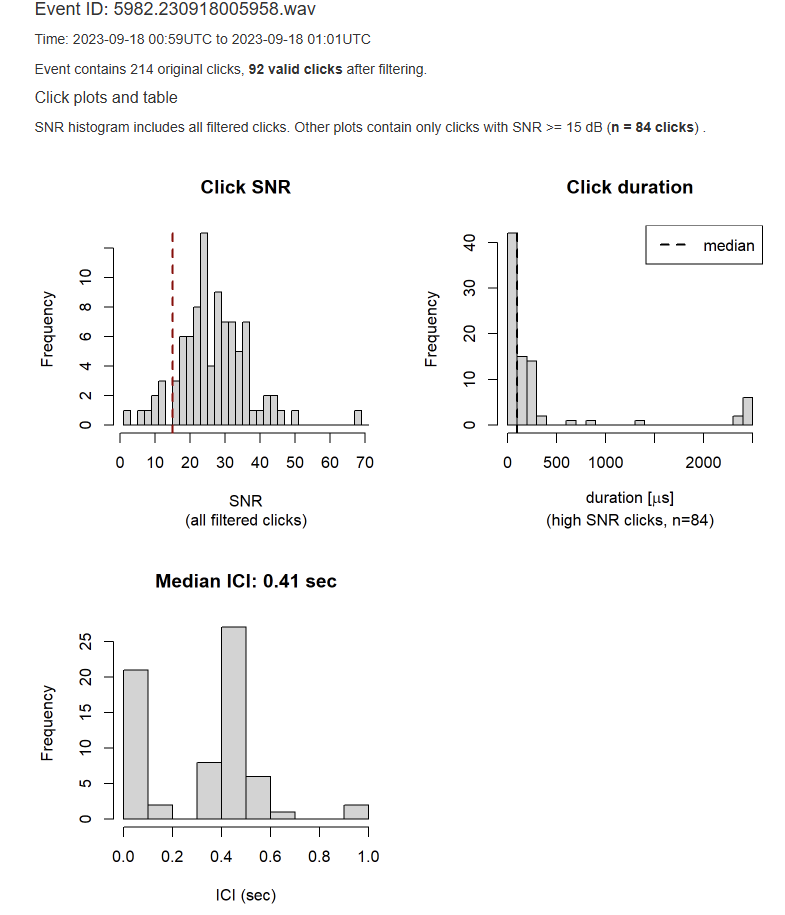 Event ID: 5982.230918005958.wav
Time: 2023-09-18 00:59UTC to 2023-09-18 01:01UTC
Event contains 214 original clicks, 92 valid clicks after filtering.
Click plots and table
SNR histogram includes all filtered clicks. Other plots contain only clicks with SNR >= 15 dB (n = 84 clicks) .
Click SNR
Frequency
0 2 4 6 8 10
0 10 20 30 40 50 60 70
SNR
(all filtered clicks)
Click duration
median
Frequency
0 10 20 30 40
0 500 1000 2000
duration [μs]
(high SNR clicks, n=84)
Median ICI: 0.41 sec
Frequency
0 5 10 15 20 25
0.0 0.2 0.4 0.6 0.8 1.0
ICI (sec)